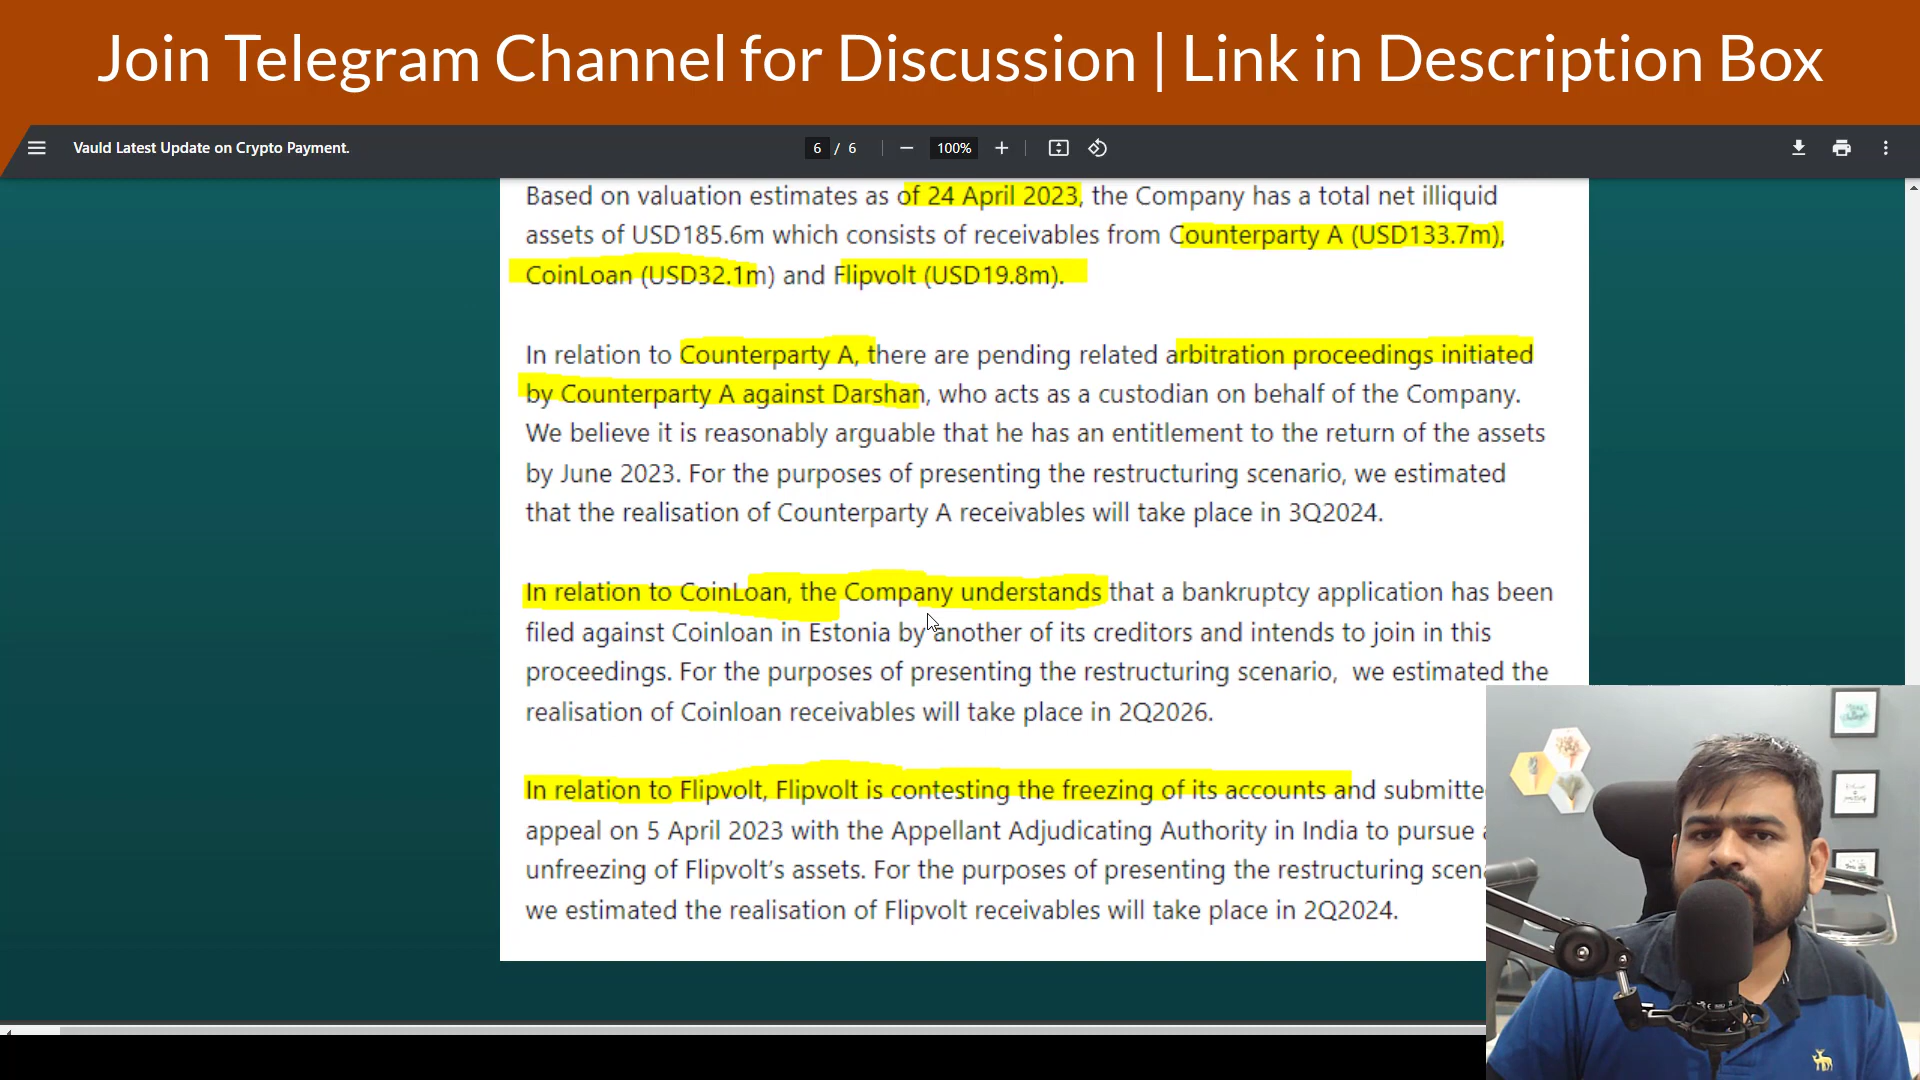 Join Telegram Channel for Discussion | Link in Description Box
Vauld Latest Update on Crypto Payment.
6 / 6
100%
Based on valuation estimates as of 24 April 2023, the Company has a total net illiquid
assets of USD185.6m which consists of receivables from Counterparty A (USD133.7m),
CoinLoan (USD32.1m) and Flipvolt (USD19.8m).
In relation to Counterparty A, there are pending related arbitration proceedings initiated
by Counterparty A against Darshan, who acts as a custodian on behalf of the Company.
We believe it is reasonably arguable that he has an entitlement to the return of the assets
by June 2023. For the purposes of presenting the restructuring scenario, we estimated
that the realisation of Counterparty A receivables will take place in 3Q2024.
In relation to CoinLoan, the Company understands that a bankruptcy application has been
filed against Coinloan in Estonia by another of its creditors and intends to join in this
proceedings. For the purposes of presenting the restructuring scenario, we estimated the
realisation of Coinloan receivables will take place in 2Q2026.
In relation to Flipvolt, Flipvolt is contesting the freezing of its accounts and submitte
appeal on 5 April 2023 with the Appellant Adjudicating Authority in India to pursue
unfreezing of Flipvolt’s assets. For the purposes of presenting the restructuring scen
we estimated the realisation of Flipvolt receivables will take place in 2Q2024.